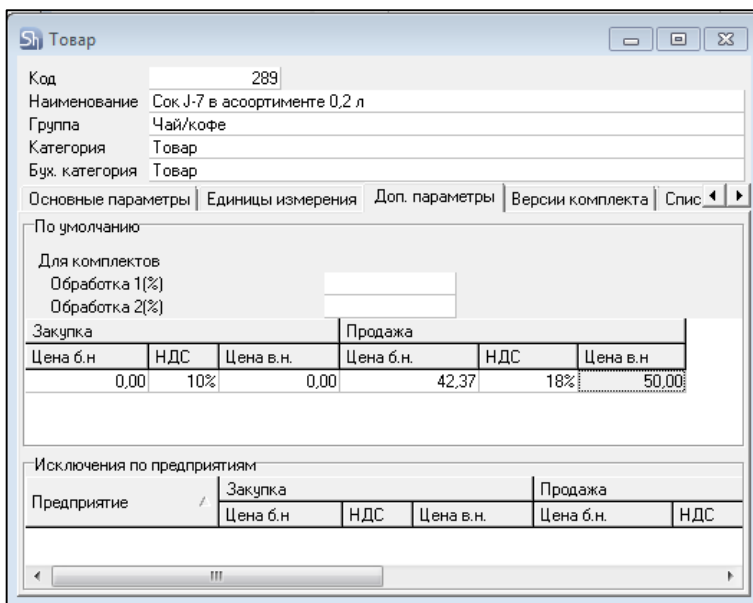 Sh Товар
Код 289
Наименование Сок J-7 в асоортименте 0,2 л
Группа Чай/кофе
Категория Товар
Бух. категория Товар
Основные параметры Единицы измерения Доп. параметры Версии комплекта Спис
По умолчанию
Для комплектов
Обработка 1(%)
Обработка 2(%)
Закупка Продажа
Цена б.н НДС Цена в.н. Цена б.н. НДС Цена в.н
0,00 10% 0,00 42,37 18% 50,00
Исключения по предприятиям
Предприятие Закупка Продажа
Цена б.н НДС Цена в.н. Цена б.н. НДС